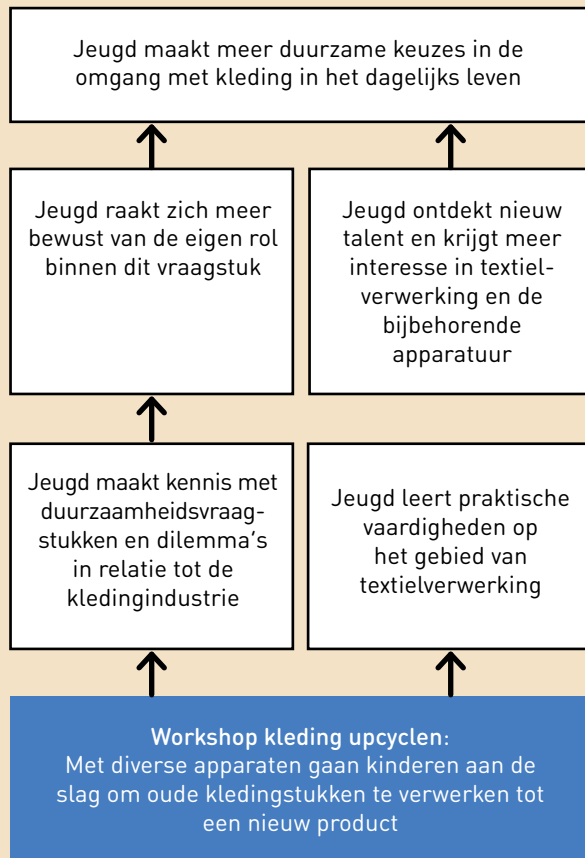 Jeugd maakt meer duurzame keuzes in de
omgang met kleding in het dagelijks leven
Jeugd raakt zich meer
bewust van de eigen rol
binnen dit vraagstuk
Jeugd ontdekt nieuw
talent en krijgt meer
interesse in textiel-
verwerking en de
bijbehorende
apparatuur
Jeugd maakt kennis met
duurzaamheidsvraag-
stukken en dilemma's
in relatie tot de
kledingindustrie
Jeugd leert praktische
vaardigheden op
het gebied van
textielverwerking
Workshop kleding upcyclen:
Met diverse apparaten gaan kinderen aan de
slag om oude kledingstukken te verwerken tot
een nieuw product